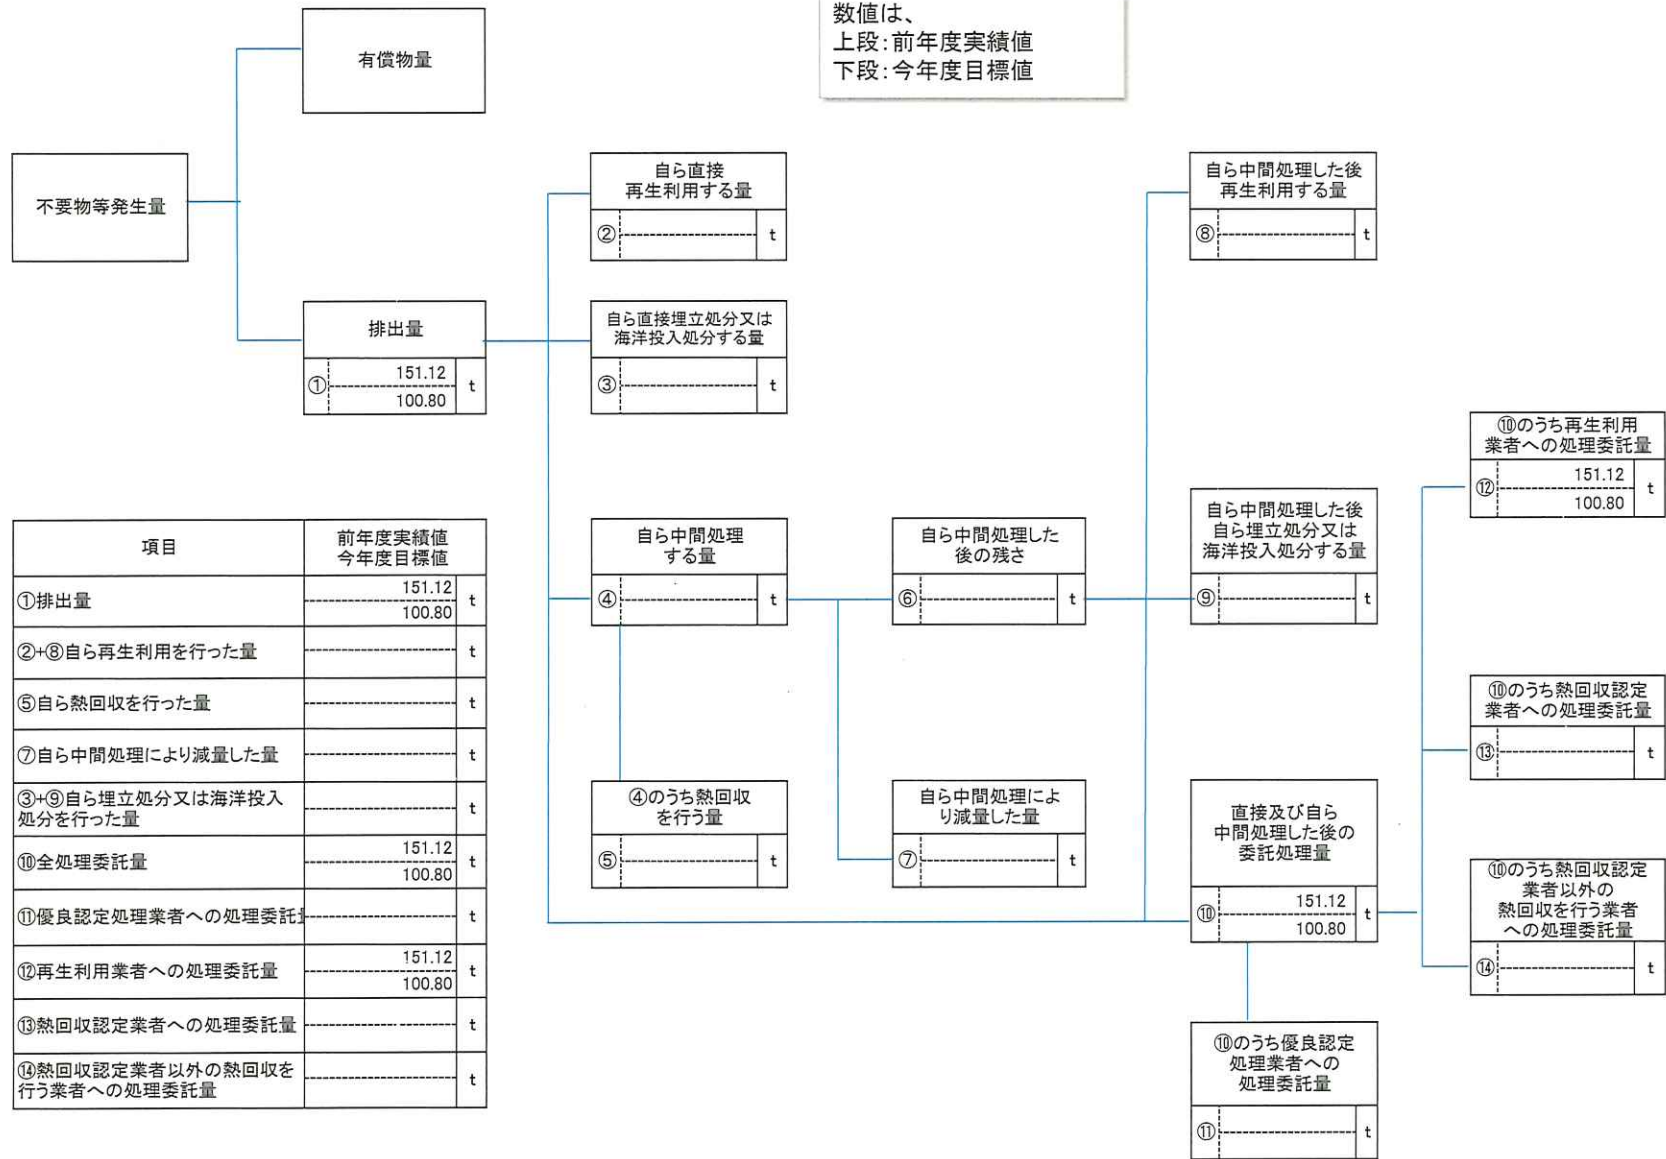 数値は、
上段:前年度実績値
下段:今年度目標値
有償物量
不要物等発生量
排出量
①
151.12
100.80
t
自ら直接
再生利用する量
②
t
自ら直接埋立処分又は
海洋投入処分する量
③
t
自ら中間処理
する量
④
t
④のうち熱回収
を行う量
⑤
t
自ら中間処理した
後の残さ
⑥
t
自ら中間処理によ
り減量した量
⑦
t
自ら中間処理した後
再生利用する量
⑧
t
自ら中間処理した後
自ら埋立処分又は
海洋投入処分する量
⑨
t
直接及び自ら
中間処理した後の
委託処理量
⑩
151.12
100.80
t
⑩のうち優良認定
処理業者への
処理委託量
⑪
t
⑩のうち再生利用
業者への処理委託量
⑫
151.12
100.80
t
⑩のうち熱回収認定
業者への処理委託量
⑬
t
⑩のうち熱回収認定
業者以外の
熱回収を行う業者
への処理委託量
⑭
t
項目
前年度実績値
今年度目標値
①排出量
151.12
100.80
t
②+⑧自ら再生利用を行った量
t
⑤自ら熱回収を行った量
t
⑦自ら中間処理により減量した量
t
③+⑨自ら埋立処分又は海洋投入
処分を行った量
t
⑩全処理委託量
151.12
100.80
t
⑪優良認定処理業者への処理委託
t
⑫再生利用業者への処理委託量
151.12
100.80
t
⑬熱回収認定業者への処理委託量
t
⑭熱回収認定業者以外の熱回収を
行う業者への処理委託量
t